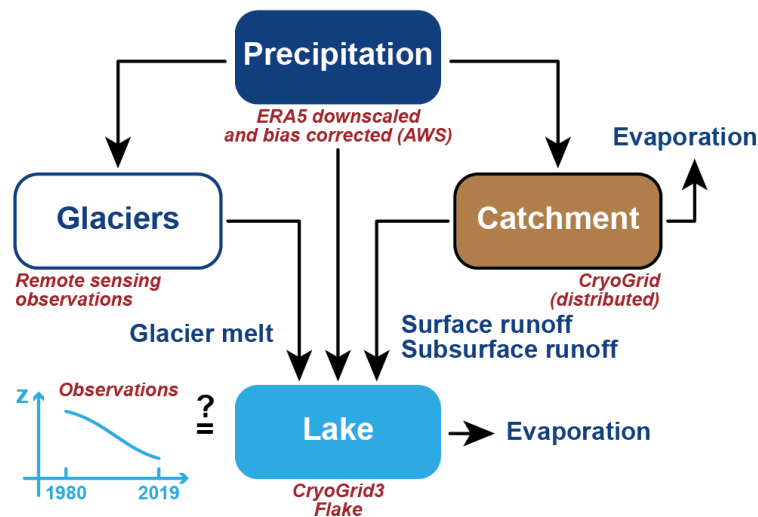 Precipitation
ERA5 downscaled
and bias corrected (AWS)
Evaporation
Glaciers
Catchment
Remote sensing
observations
CryoGrid
(distributed)
Glacier melt
Surface runoff
Subsurface runoff
Z
Observations
?
=
Lake
Evaporation
1980
2019
CryoGrid3
Flake